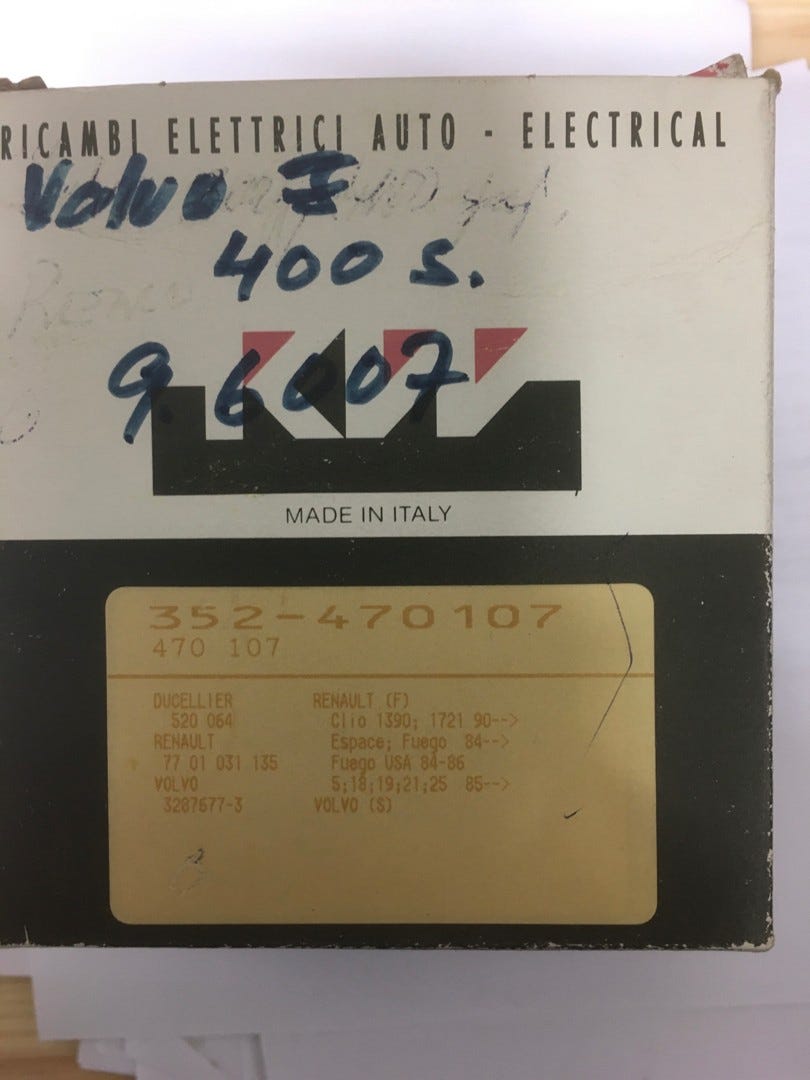 RICAMBI ELETTRICI AUTO - ELECTRICAL
Volvo
400 s.
9.6007
KW
MADE IN ITALY
352-470107
470 107
DUCELLIER
520 064
RENAULT
77 01 031 135
VOLVO
3287677-3
RENAULT (F)
Clio 1390; 1721 90-->
Espace; Fuego 84-->
Fuego USA 84-86
5;18;19;21;25 85-->
VOLVO (S)